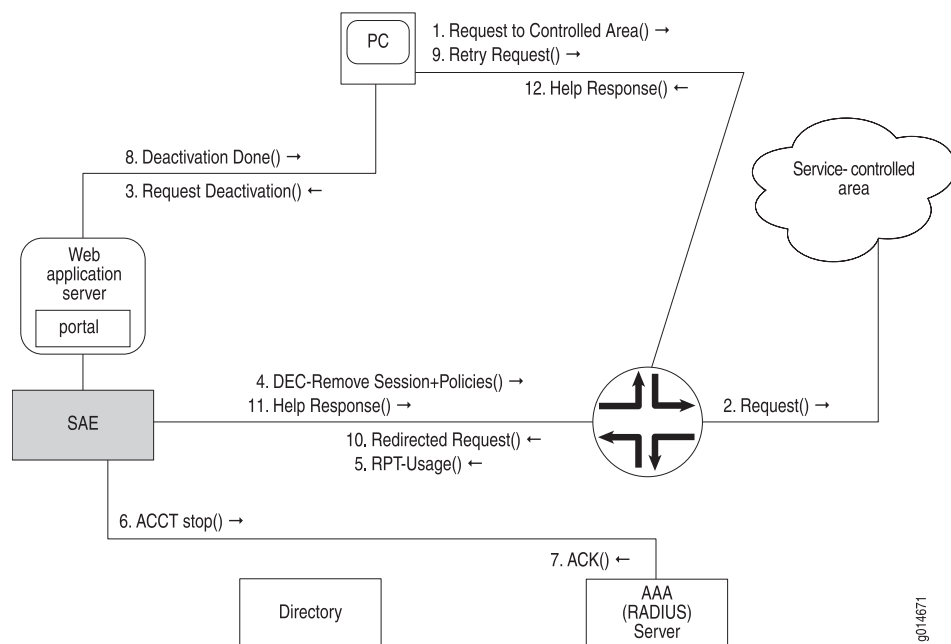 PC
1. Request to Controlled Area() →
9. Retry Request() →
12. Help Response() ←
8. Deactivation Done() →
3. Request Deactivation() ←
Service- controlled
area
Web
application
server
portal
SAE
4. DEC-Remove Session+Policies() →
11. Help Response() →
10. Redirected Request() ←
5. RPT-Usage() ←
2. Request() →
6. ACCT stop() →
7. ACK() ←
Directory
AAA
(RADIUS)
Server
g014671